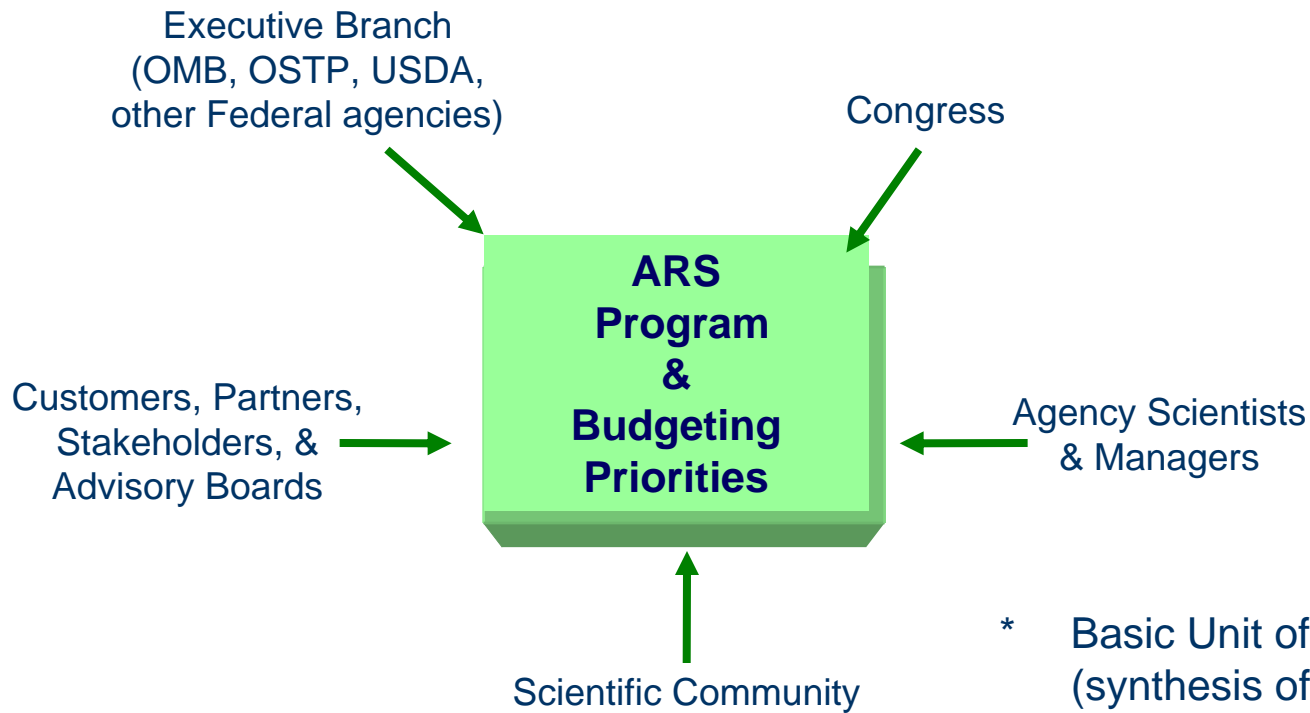 Executive Branch
(OMB, OSTP, USDA,
other Federal agencies)
Congress
ARS
Program
&
Budgeting
Priorities
Customers, Partners,
Stakeholders, &
Advisory Boards
Agency Scientists
& Managers
Scientific Community
* Basic Unit of
(synthesis of